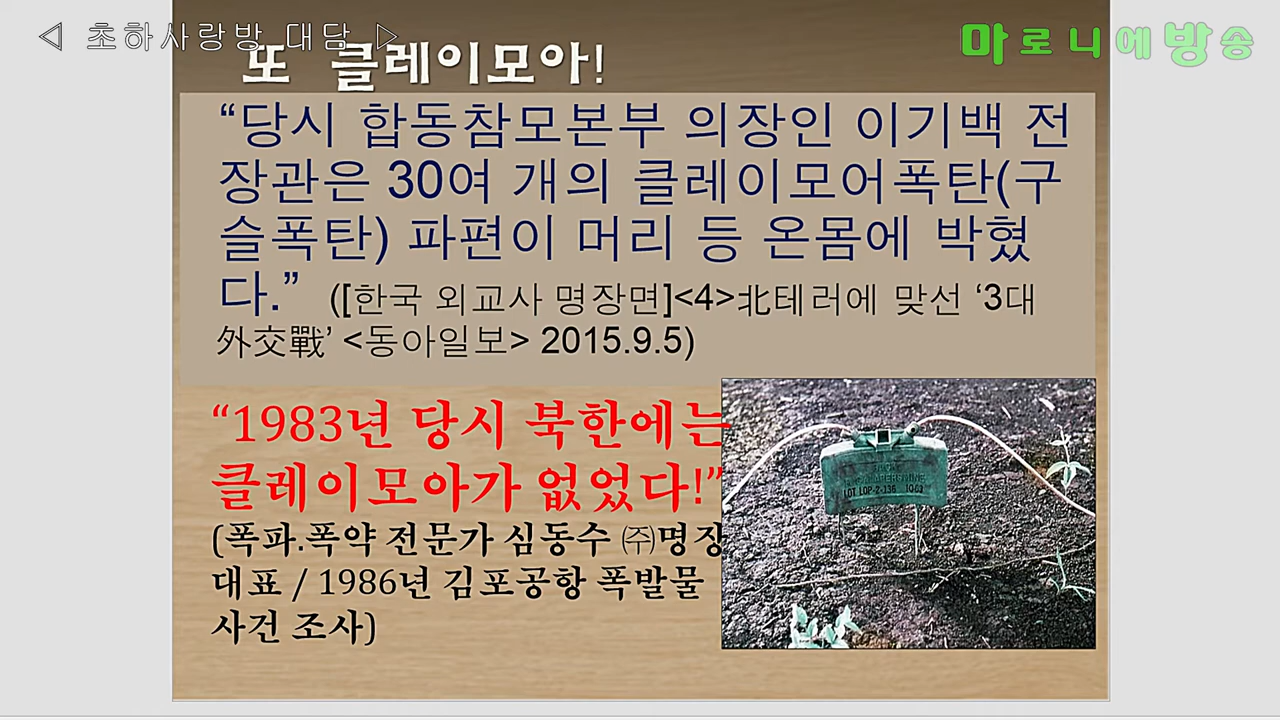 ◁ 초하사랑방 대담 ▷
마로니에방송
또 클레이모아!
“당시 합동참모본부 의장인 이기백 전
장관은 30여 개의 클레이모어폭탄(구
슬폭탄) 파편이 머리 등 온몸에 박혔
다.” ([한국 외교사 명장면]<4>北테러에 맞선 ‘3대
外交戰’ <동아일보> 2015.9.5)
“1983년 당시 북한에는
클레이모아가 없었다!”
(폭파.폭약 전문가 심동수 ㈜명장
대표 / 1986년 김포공항 폭발물
사건 조사)
LOT LOP-2-136